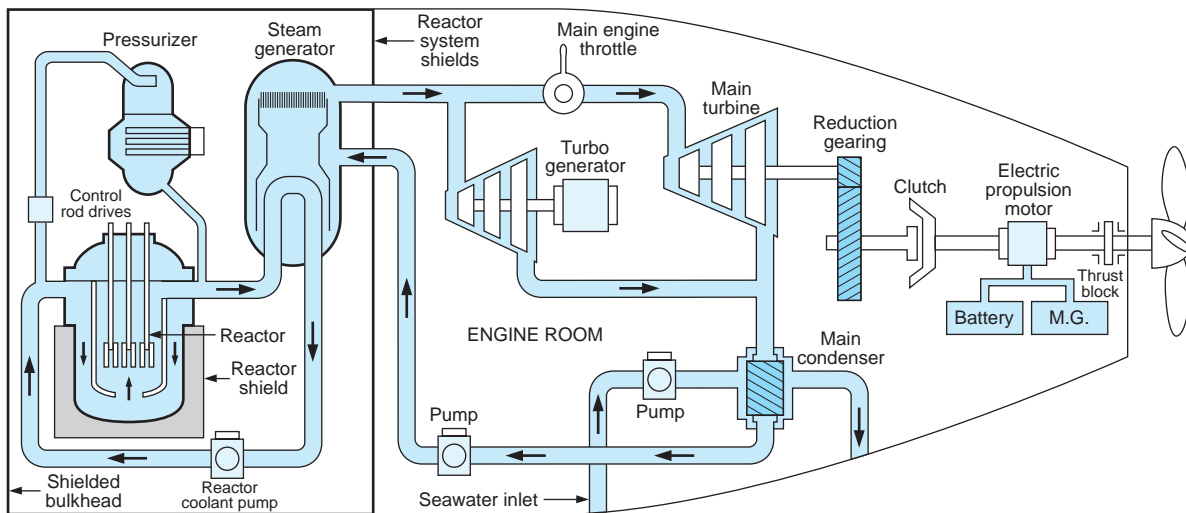 Pressurizer
Steam
generator
Reactor
system
shields
Main engine
throttle
Main
turbine
Reduction
gearing
Turbo
generator
Clutch
Electric
propulsion
motor
Control
rod drives
Thrust
block
Battery
M.G.
Reactor
ENGINE ROOM
Main
condenser
Reactor
shield
Pump
Pump
Shielded
bulkhead
Reactor
coolant pump
Seawater inlet